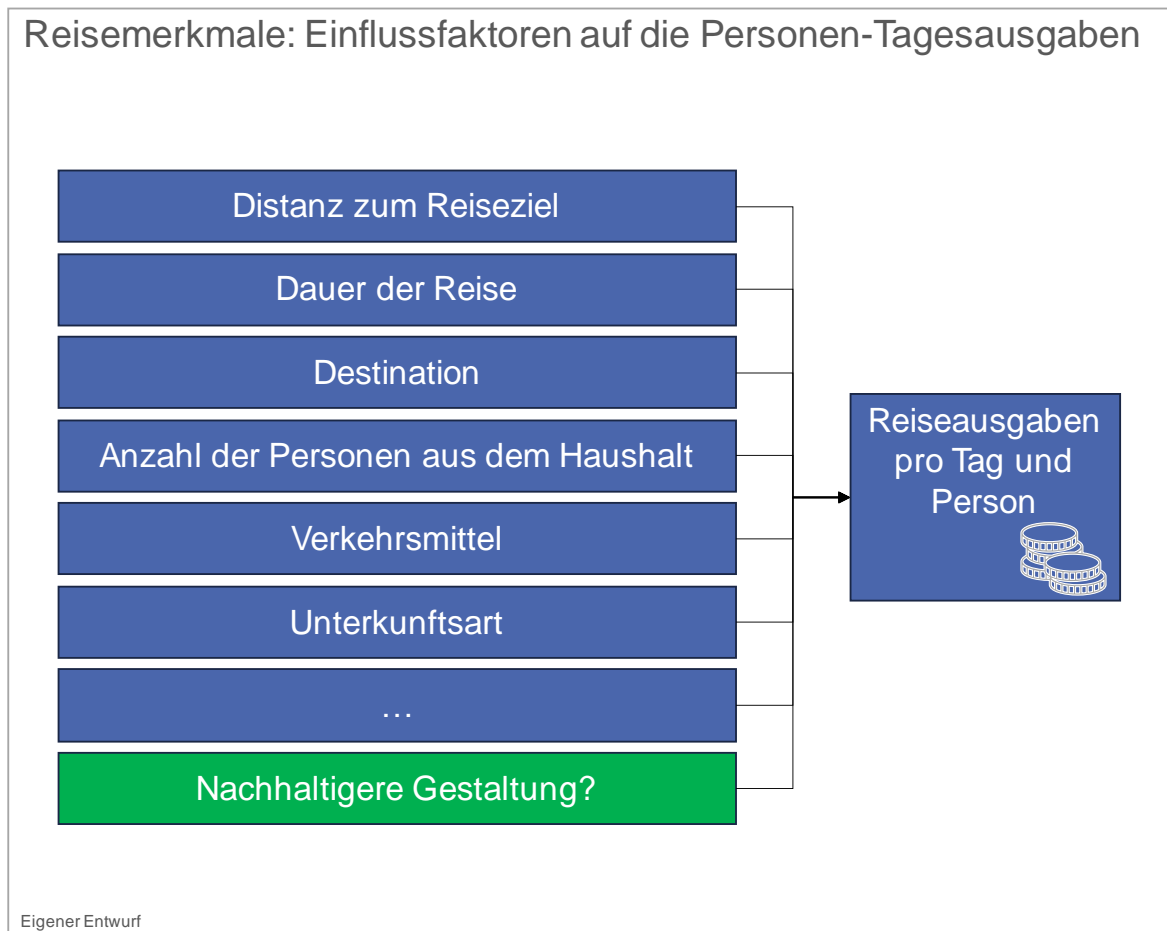 Reisemerkmale: Einflussfaktoren auf die Personen-Tagesausgaben
Distanz zum Reiseziel
Dauer der Reise
Destination
Anzahl der Personen aus dem Haushalt
Verkehrsmittel
Unterkunftsart
…
Nachhaltigere Gestaltung?
Reiseausgaben
pro Tag und
Person
Eigener Entwurf